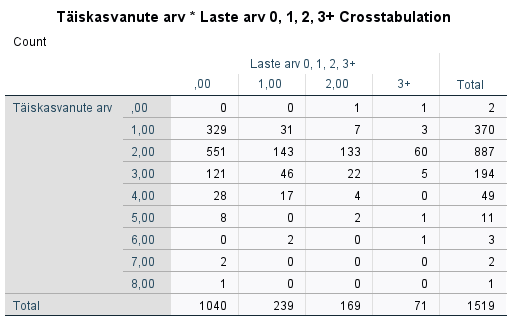 Täiskasvanute arv * Laste arv 0, 1, 2, 3+ Crosstabulation
Count
Laste arv 0, 1, 2, 3+
,00 1,00 2,00 3+ Total
Täiskasvanute arv ,00 0 0 1 1 2
1,00 329 31 7 3 370
2,00 551 143 133 60 887
3,00 121 46 22 5 194
4,00 28 17 4 0 49
5,00 8 0 2 1 11
6,00 0 2 0 1 3
7,00 2 0 0 0 2
8,00 1 0 0 0 1
Total 1040 239 169 71 1519